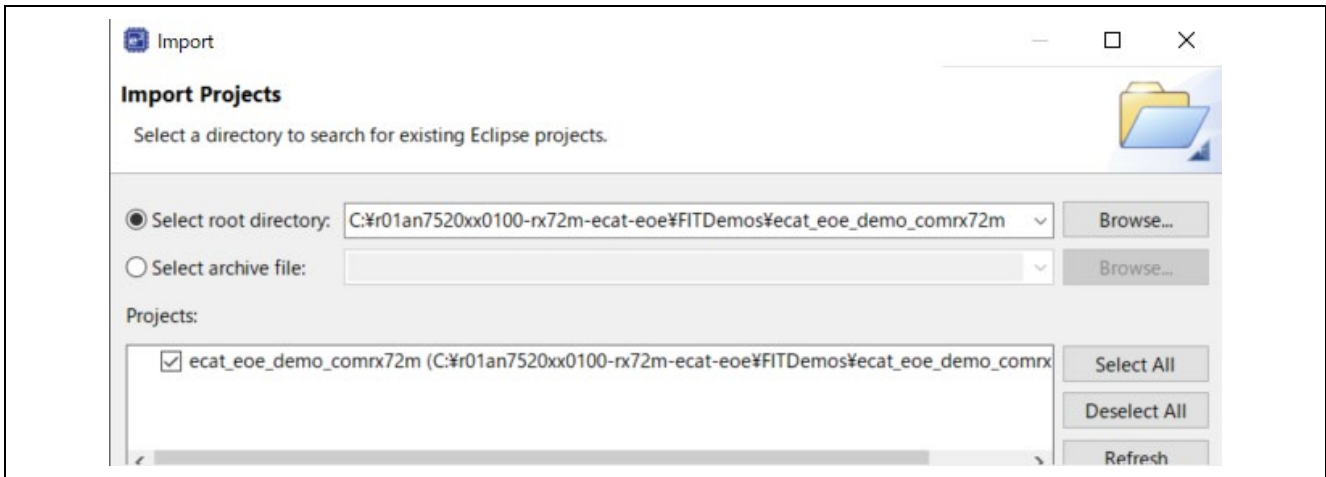 Import
Import Projects
Select a directory to search for existing Eclipse projects.
Select root directory: C:¥r01an7520xx0100-rx72m-ecat-eoe¥FITDemos¥ecat_eoe_demo_comrx72m Browse...
Select archive file: Browse...
Projects:
ecat_eoe_demo_comrx72m (C:¥r01an7520xx0100-rx72m-ecat-eoe¥FITDemos¥ecat_eoe_demo_comrx Select All
Deselect All
Refresh